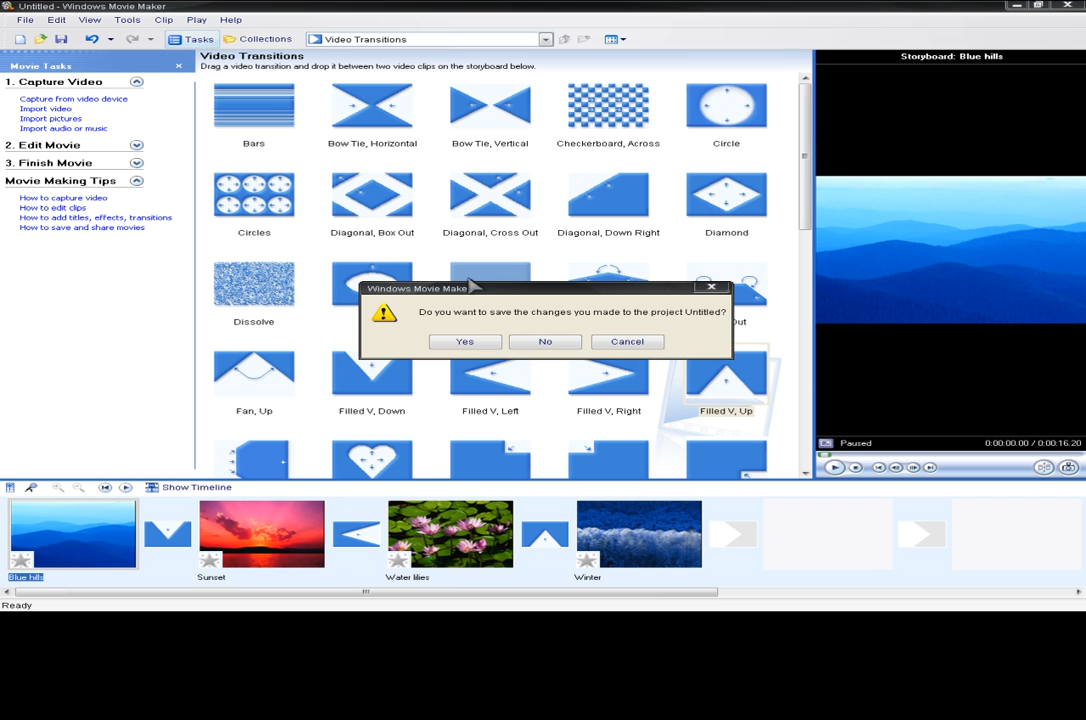 Untitled - Windows Movie Maker
File Edit View Tools Clip Play Help
Tasks Collections Video Transitions
Movie Tasks
1. Capture Video
Capture from video device
Import video
Import pictures
Import audio or music
2. Edit Movie
3. Finish Movie
Movie Making Tips
How to capture video
How to edit clips
How to add titles, effects, transitions
How to save and share movies
Video Transitions
Drag a video transition and drop it between two video clips on the storyboard below.
Bars Bow Tie, Horizontal Bow Tie, Vertical Checkerboard, Across Circle
Circles Diagonal, Box Out Diagonal, Cross Out Diagonal, Down Right Diamond
Dissolve Out
Fan, Up Filled V, Down Filled V, Left Filled V, Right Filled V, Up
Windows Movie Make
Do you want to save the changes you made to the project Untitled?
Yes No Cancel
Storyboard: Blue hills
Paused 0:00:00.00 / 0:00:16.20
Show Timeline
Blue hills Sunset Water lilies Winter
Ready